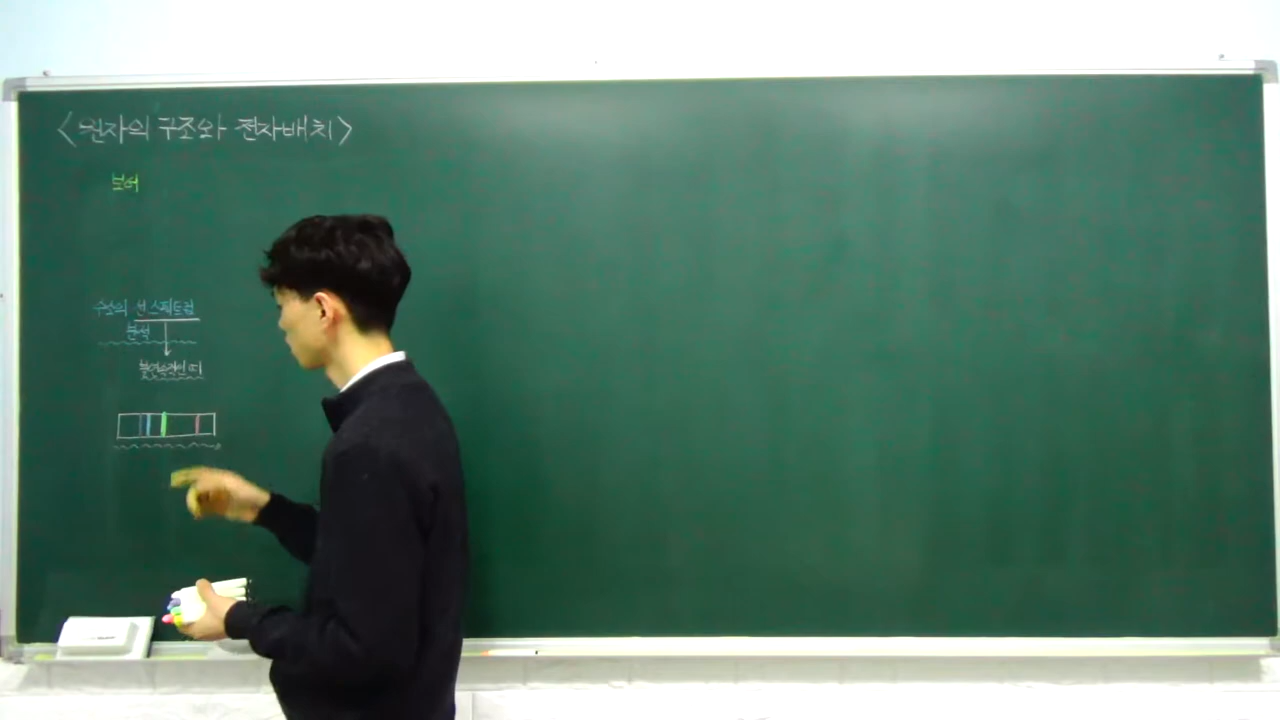 <원자의 구조와 전자배치>
보어
수소의 선 스펙트럼
분석
불연속적인 띠